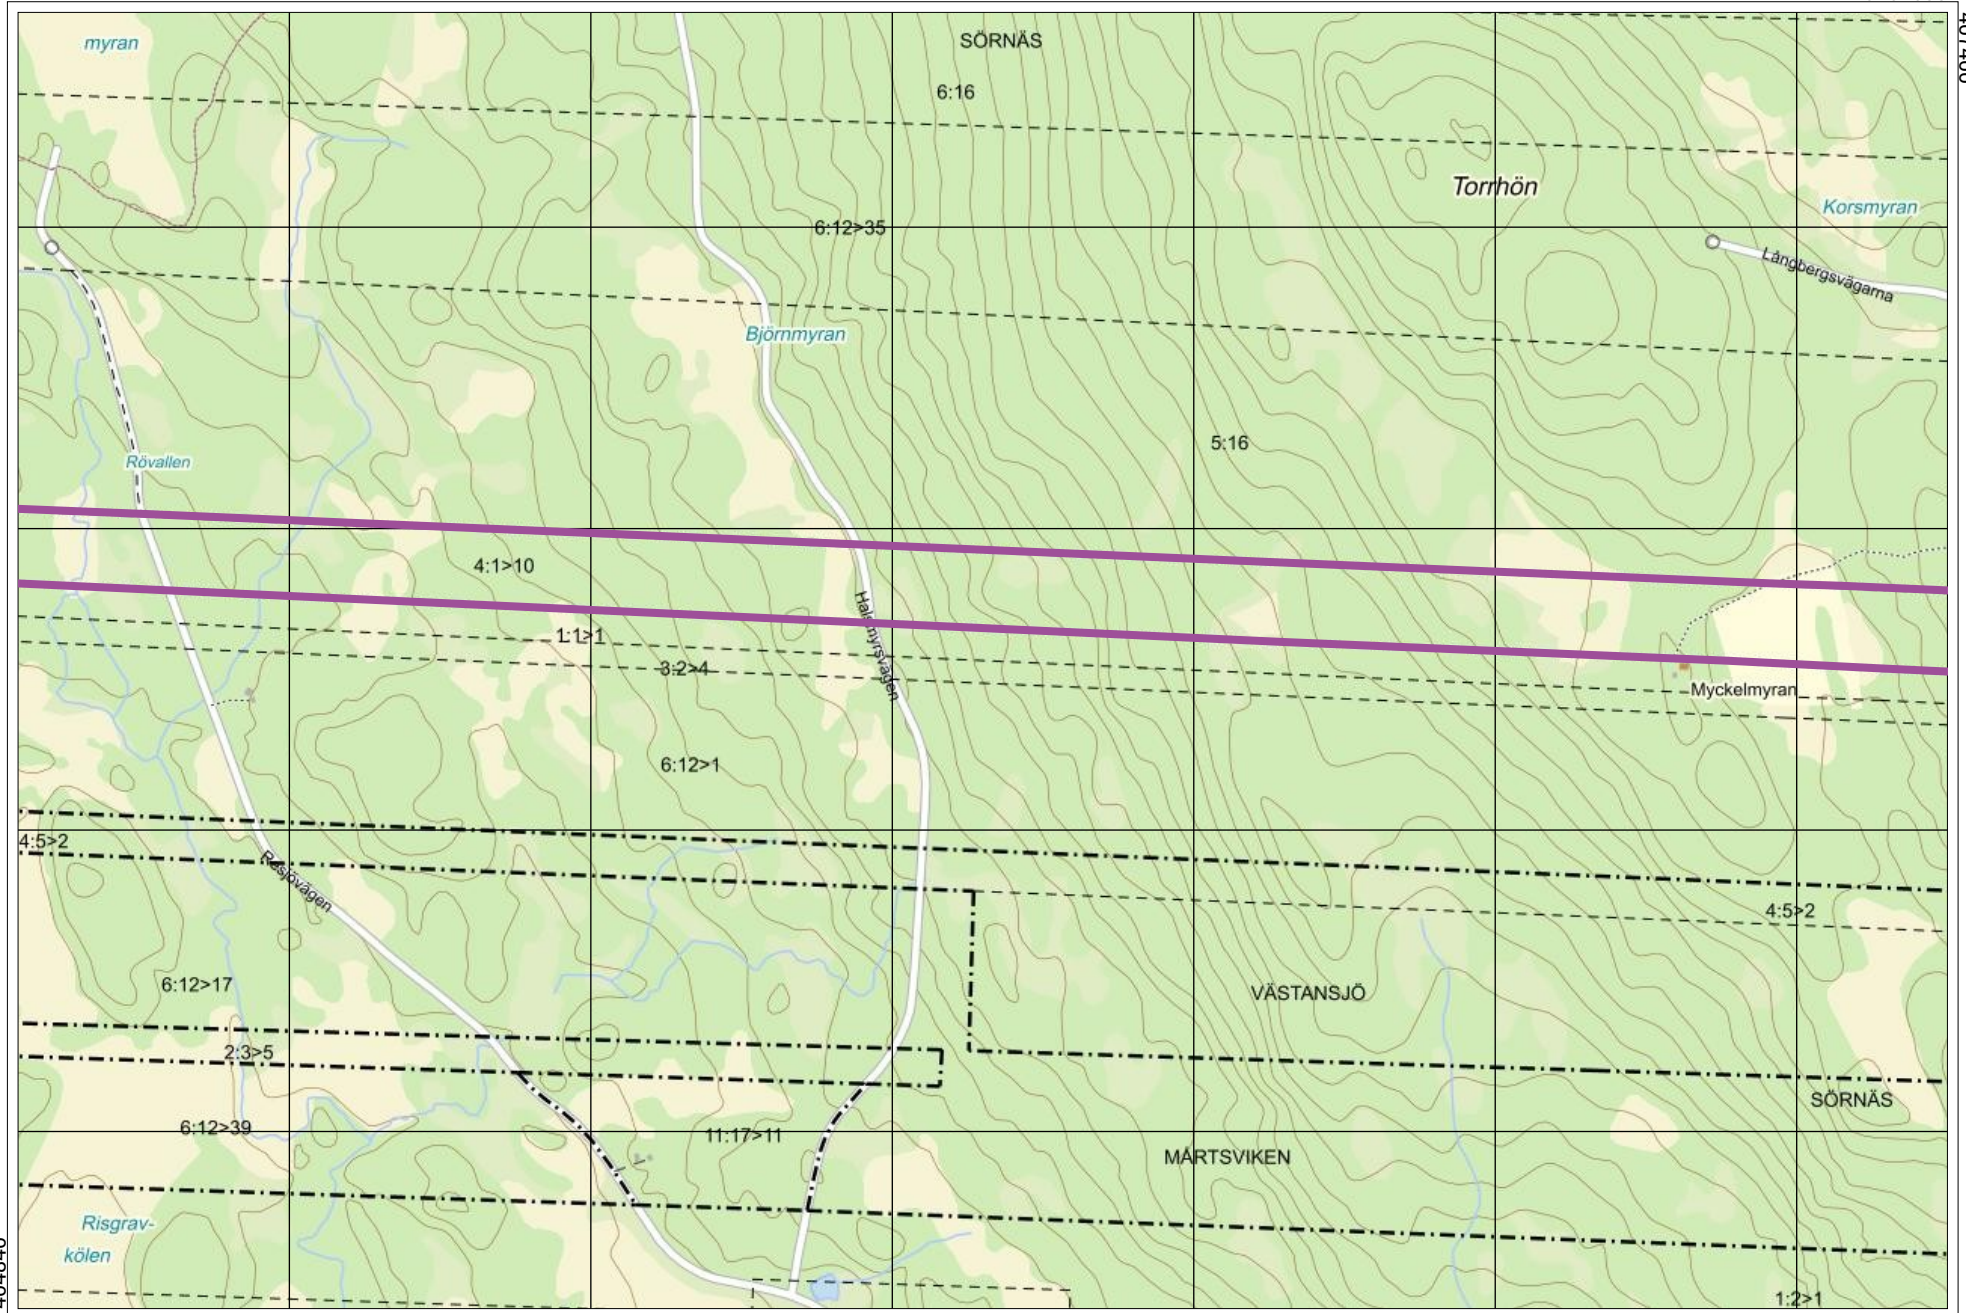 myran
SÖRNÄS
6:16
Torrhön
Korsmyran
6:12>35
Långbergsvägarna
Björnmyran
5:16
Rövallen
4:1>10
1:1>1
3:2>4
Myckelmyran
6:12>1
4:5>2
4:5>2
6:12>17
VÄSTANSJÖ
2:3>5
SÖRNÄS
6:12>39
11:17>11
MÅRTSVIKEN
Risgrav-
kölen
1:2>1